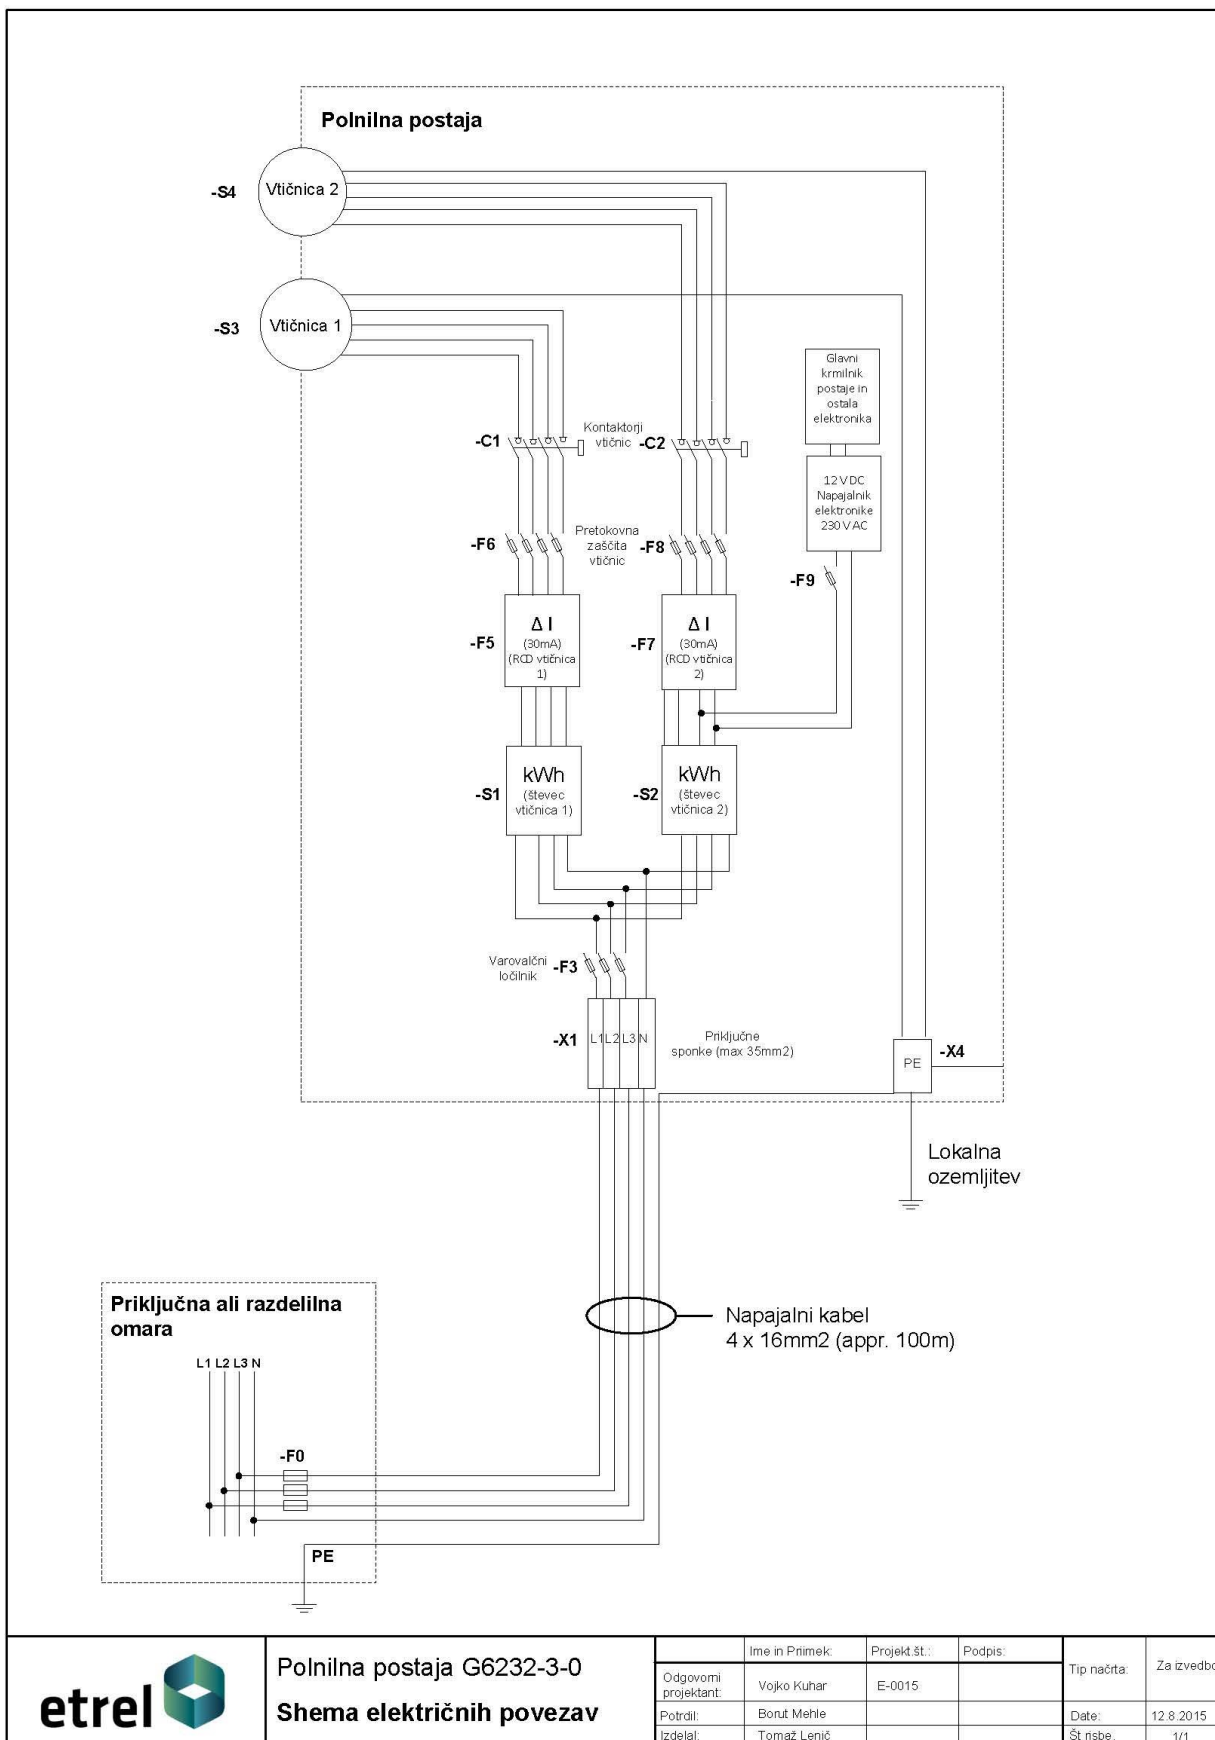 Polnilna postaja
-S4
Vtičnica 2
-S3
Vtičnica 1
Glavni
krmilnik
postaje in
ostala
elektronika
-C1
Kontaktorji
vtičnic
-C2
12 V DC
Napajalnik
elektronike
230 V AC
-F6
Pretokovna
zaščita
vtičnic
-F8
-F9
-F5
Δ I
(30mA)
(RCD vtičnica
1)
-F7
Δ I
(30mA)
(RCD vtičnica
2)
-S1
kWh
(števec
vtičnica 1)
-S2
kWh
(števec
vtičnica 2)
Varovalčni
ločilnik
-F3
-X1
L1 L2 L3 N
Priključne
sponke (max 35mm2)
PE
-X4
Lokalna
ozemljitev
Priključna ali razdelilna
omara
L1 L2 L3 N
-F0
PE
Napajalni kabel
4 x 16mm2 (appr. 100m)
etrel
Polnilna postaja G6232-3-0
Shema električnih povezav
Ime in Priimek: Projekt.št.: Podpis:
Odgovorni
projektant: Vojko Kuhar E-0015
Potrdil: Borut Mehle
Izdelal: Tomaž Lenič
Tip načrta: Za izvedbo
Date: 12.8.2015
Št.risbe. 1/1